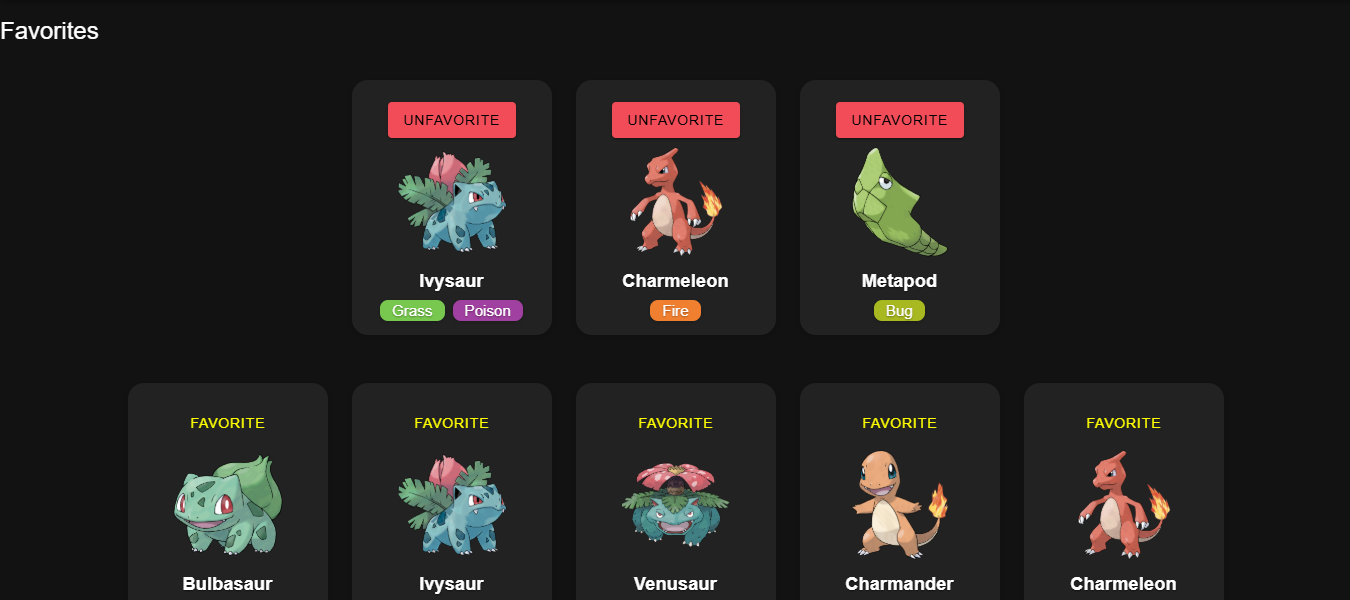 Favorites
UNFAVORITE UNFAVORITE UNFAVORITE
Ivysaur Charmeleon Metapod
Grass Poison Fire Bug
FAVORITE FAVORITE FAVORITE FAVORITE FAVORITE
Bulbasaur Ivysaur Venusaur Charmander Charmeleon